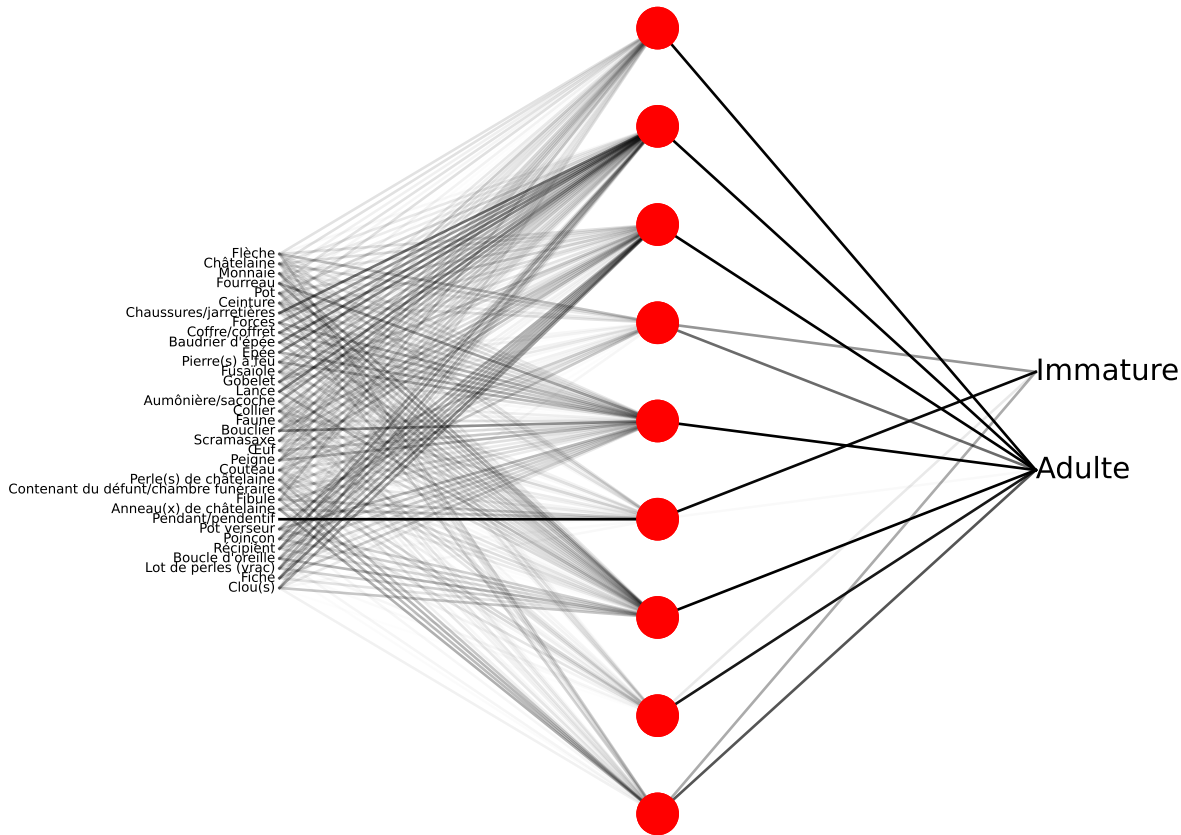 Flèche
Châtelaine
Monnaie
Fourreau
Pot
Ceinture
Chaussures/jarretières
Forces
Coffre/coffret
Baudrier d'épée
Epée
Pierre(s) à feu
Fusaïole
Gobelet
Lance
Aumônière/sacoche
Collier
Faune
Bouclier
Scramasaxe
Œuf
Peigne
Couteau
Perle(s) de châtelaine
Contenant du défunt/chambre funéraire
Fibule
Anneau(x) de châtelaine
Pendant/pendentif
Pot verseur
Poinçon
Récipient
Boucle d'oreille
Lot de perles (vrac)
Fiche
Clou(s)
Immature
Adulte